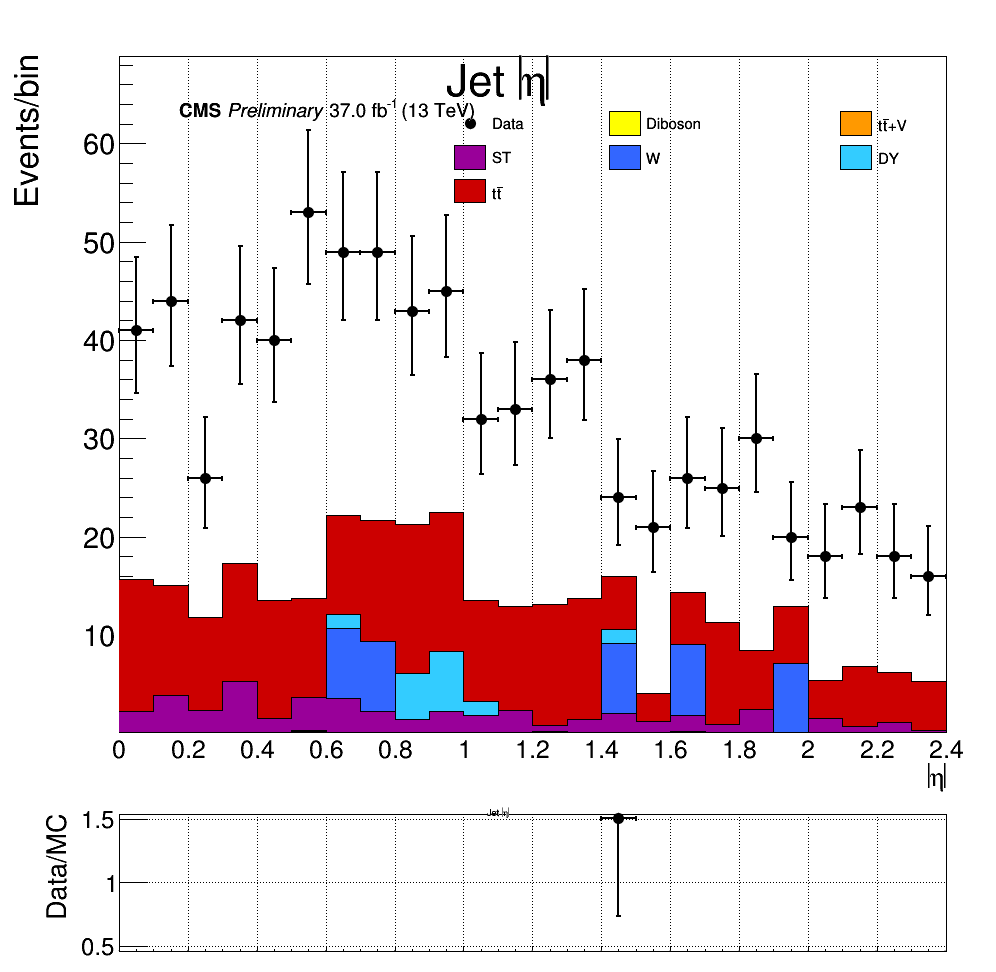 Jet |η|
CMS Preliminary 37.0 fb⁻¹ (13 TeV)
Data
Diboson
tt̄+V
ST
W
DY
tt̄
Events/bin
60
50
40
30
20
10
0 0.2 0.4 0.6 0.8 1 1.2 1.4 1.6 1.8 2 2.2 2.4
|η|
Jet |η|
Data/MC
1.5
1
0.5